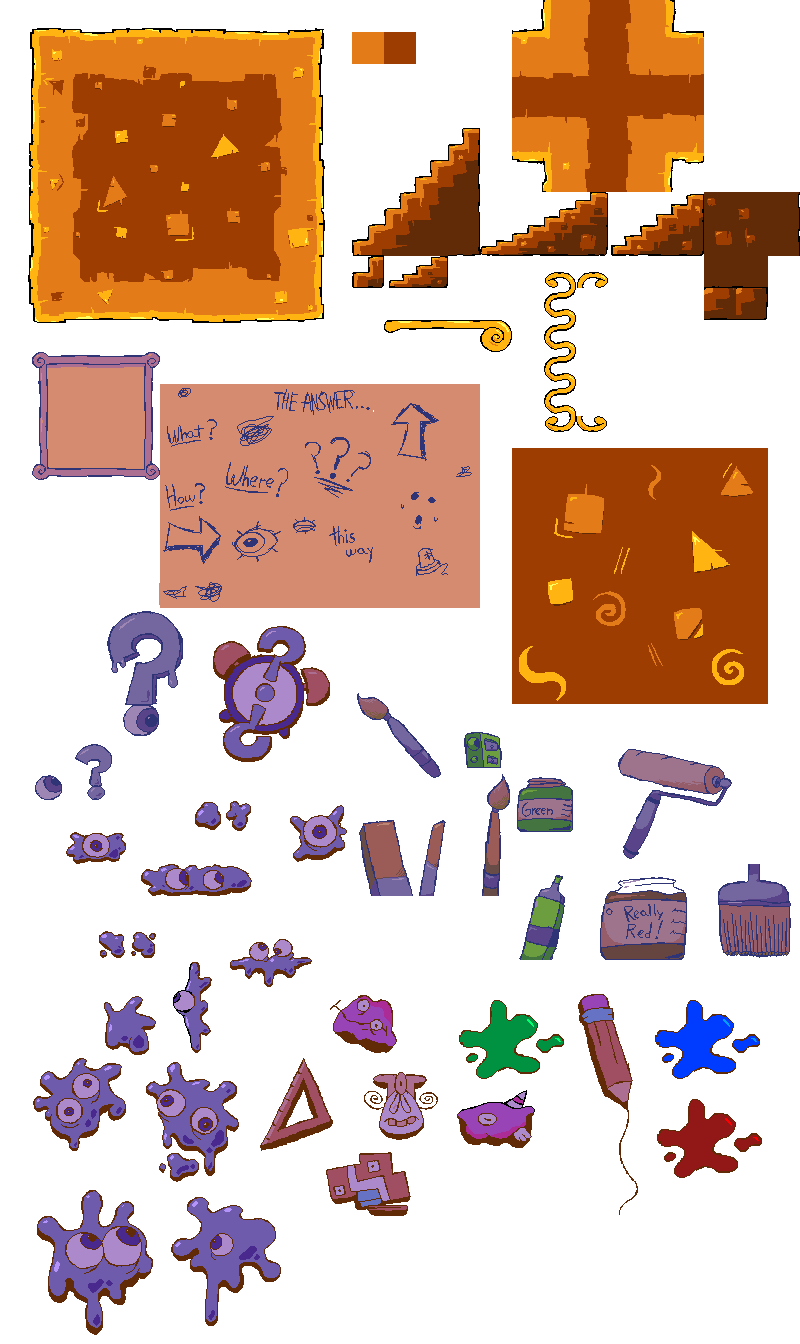 THE ANSWER...
What?
Where?
???
How?
this
way
Green
Really
Red!